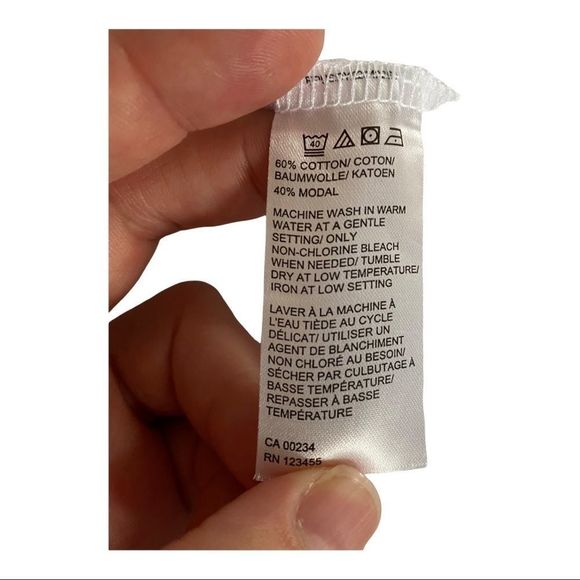 40
60% COTTON/ COTON/
BAUMWOLLE/ KATOEN
40% MODAL
MACHINE WASH IN WARM
WATER AT A GENTLE
SETTING/ ONLY
NON-CHLORINE BLEACH
WHEN NEEDED/ TUMBLE
DRY AT LOW TEMPERATURE/
IRON AT LOW SETTING
LAVER À LA MACHINE À
L'EAU TIÈDE AU CYCLE
DÉLICAT/ UTILISER UN
AGENT DE BLANCHIMENT
NON CHLORÉ AU BESOIN/
SÉCHER PAR CULBUTAGE À
BASSE TEMPÉRATURE/
REPASSER À BASSE
TEMPÉRATURE
CA 00234
RN 123455